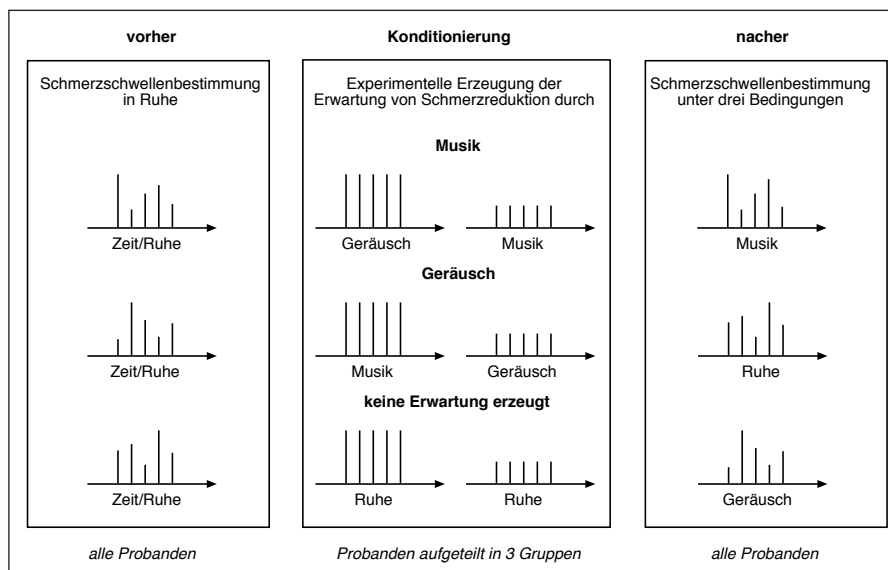 vorher
Konditionierung
nacher
Schmerzschwellenbestimmung
in Ruhe
Zeit/Ruhe
Zeit/Ruhe
Zeit/Ruhe
Experimentelle Erzeugung der
Erwartung von Schmerzreduktion durch
Musik
Geräusch
Musik
Geräusch
Musik
Geräusch
keine Erwartung erzeugt
Ruhe
Ruhe
Schmerzschwellenbestimmung
unter drei Bedingungen
Musik
Ruhe
Geräusch
alle Probanden
Probanden aufgeteilt in 3 Gruppen
alle Probanden